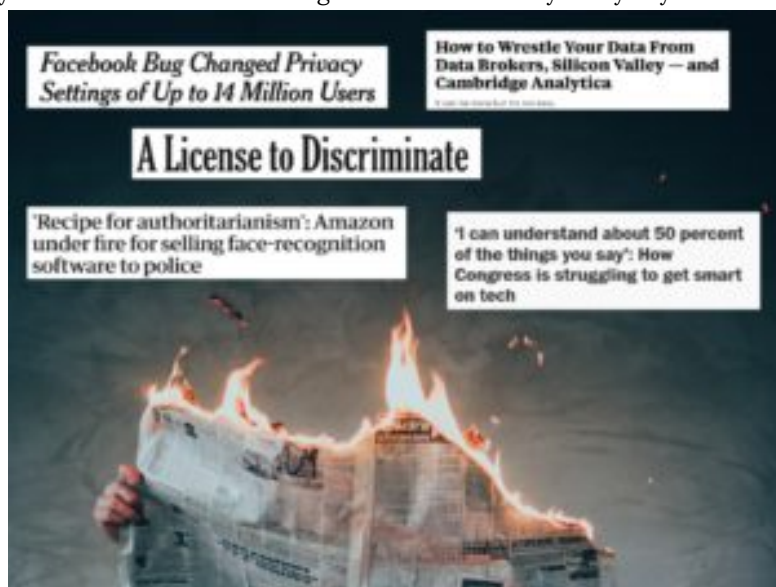 Facebook Bug Changed Privacy
Settings of Up to 14 Million Users
How to Wrestle Your Data From
Data Brokers, Silicon Valley — and
Cambridge Analytica
A License to Discriminate
'Recipe for authoritarianism': Amazon
under fire for selling face-recognition
software to police
'I can understand about 50 percent
of the things you say': How
Congress is struggling to get smart
on tech